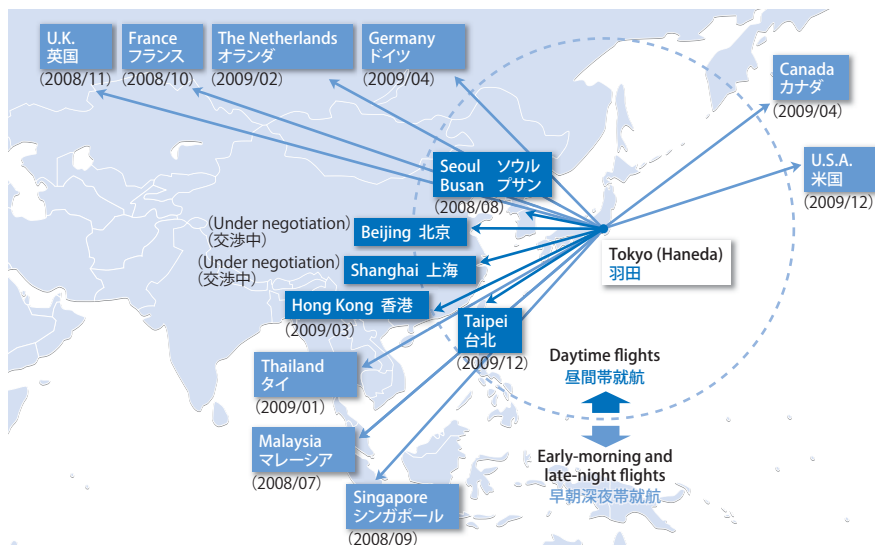 U.K.
英国
(2008/11)
France
フランス
(2008/10)
The Netherlands
オランダ
(2009/02)
Germany
ドイツ
(2009/04)
Canada
カナダ
(2009/04)
U.S.A.
米国
(2009/12)
Seoul ソウル
Busan プサン
(2008/08)
(Under negotiation)
(交渉中)
Beijing 北京
(Under negotiation)
(交渉中)
Shanghai 上海
Tokyo (Haneda)
羽田
Hong Kong 香港
(2009/03)
Taipei
台北
(2009/12)
Thailand
タイ
(2009/01)
Daytime flights
昼間帯就航
Malaysia
マレーシア
(2008/07)
Early-morning and
late-night flights
早朝深夜帯就航
Singapore
シンガポール
(2008/09)